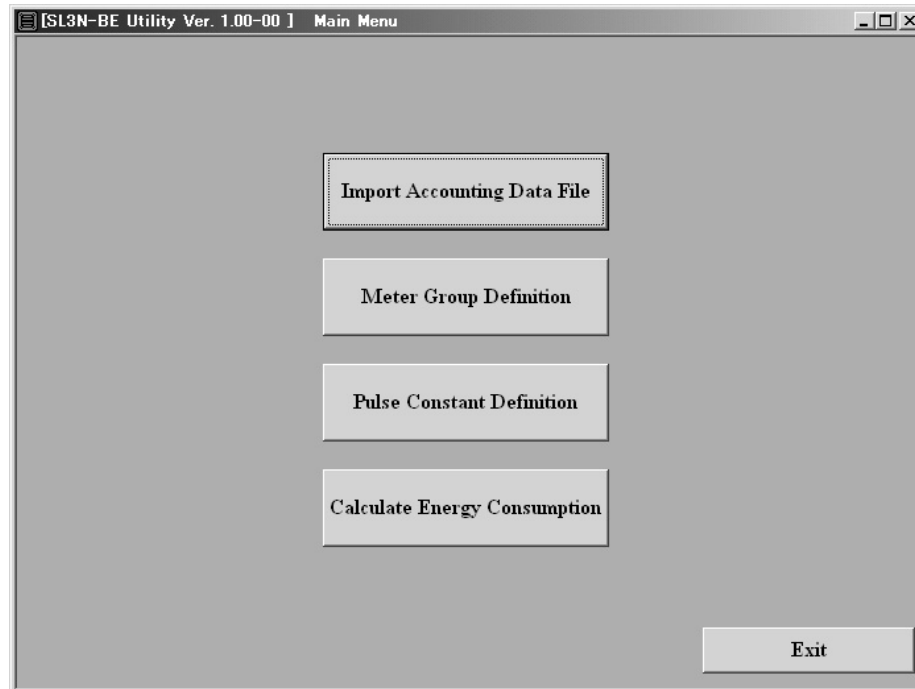 [SL3N-BE Utility Ver. 1.00-00 ] Main Menu
Import Accounting Data File
Meter Group Definition
Pulse Constant Definition
Calculate Energy Consumption
Exit